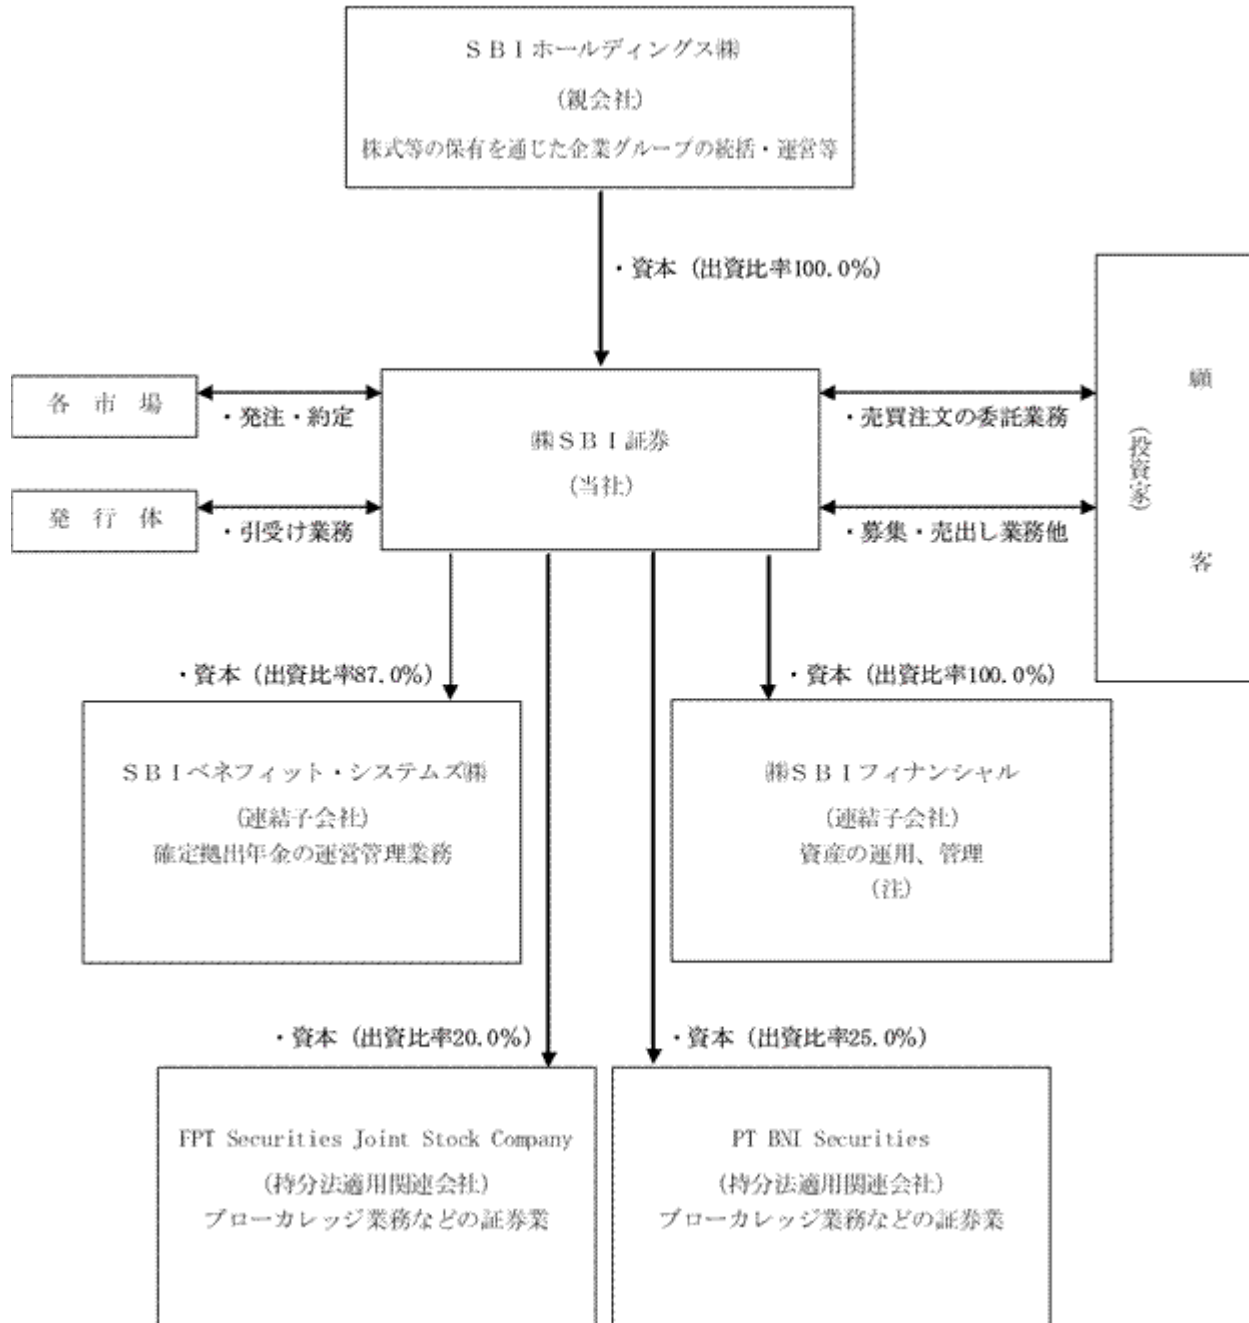 ＳＢＩホールディングス㈱
（親会社）
株式等の保有を通じた企業グループの統括・運営等
・資本（出資比率100.0%）
各　市　場
・発注・約定
㈱ＳＢＩ証券
（当社）
・売買注文の委託業務
顧　客
（投資家）
発　行　体
・引受け業務
・募集・売出し業務他
・資本（出資比率87.0%）
・資本（出資比率100.0%）
ＳＢＩベネフィット・システムズ㈱
（連結子会社）
確定拠出年金の運営管理業務
㈱ＳＢＩフィナンシャル
（連結子会社）
資産の運用、管理
（注）
・資本（出資比率20.0%）
・資本（出資比率25.0%）
FPT Securities Joint Stock Company
（持分法適用関連会社）
ブローカレッジ業務などの証券業
PT BNI Securities
（持分法適用関連会社）
ブローカレッジ業務などの証券業